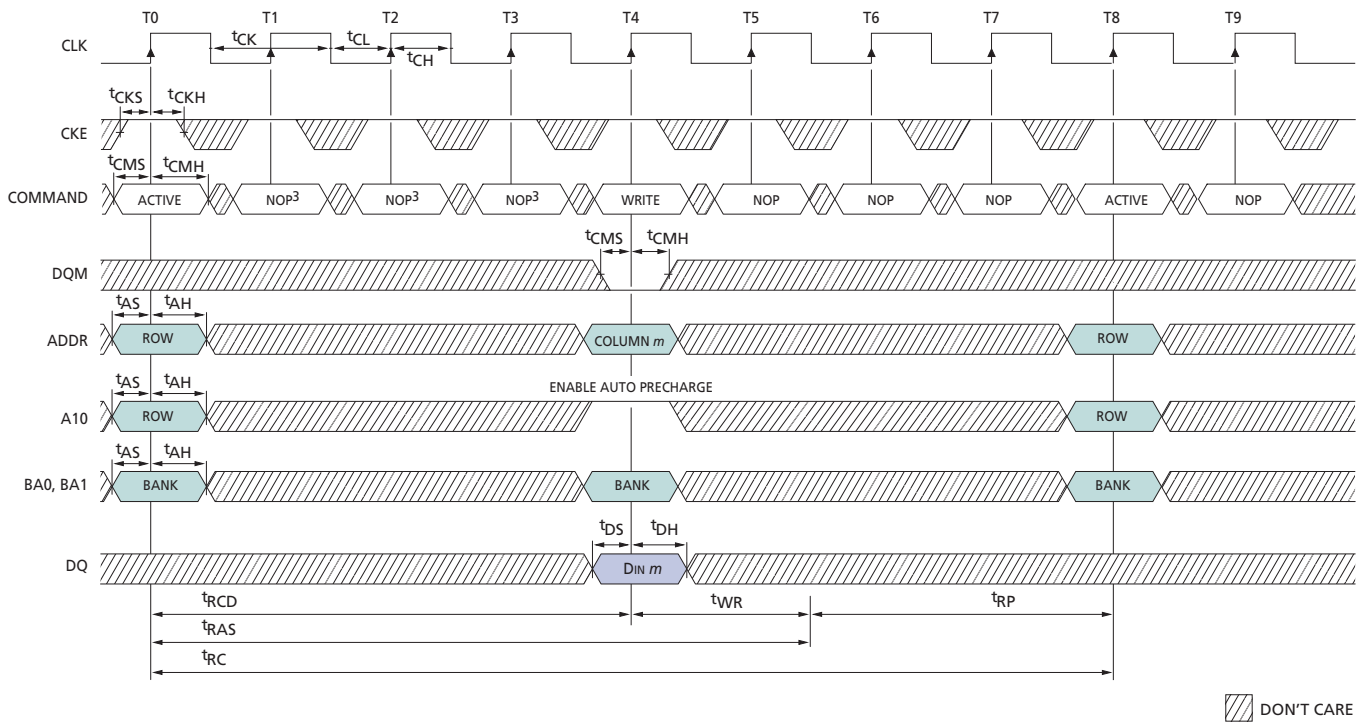 T0 T1 T2 T3 T4 T5 T6 T7 T8 T9
CLK
tCK tCL
tCH
tCKS tCKH
CKE
tCMS tCMH
COMMAND ACTIVE NOP3 NOP3 NOP3 WRITE NOP NOP NOP ACTIVE NOP
tCMS tCMH
DQM
tAS tAH
ADDR ROW COLUMN m ROW
tAS tAH ENABLE AUTO PRECHARGE
A10 ROW ROW
tAS tAH
BA0, BA1 BANK BANK BANK
tDS tDH
DQ DIN m
tRCD tWR tRP
tRAS
tRC
DON'T CARE